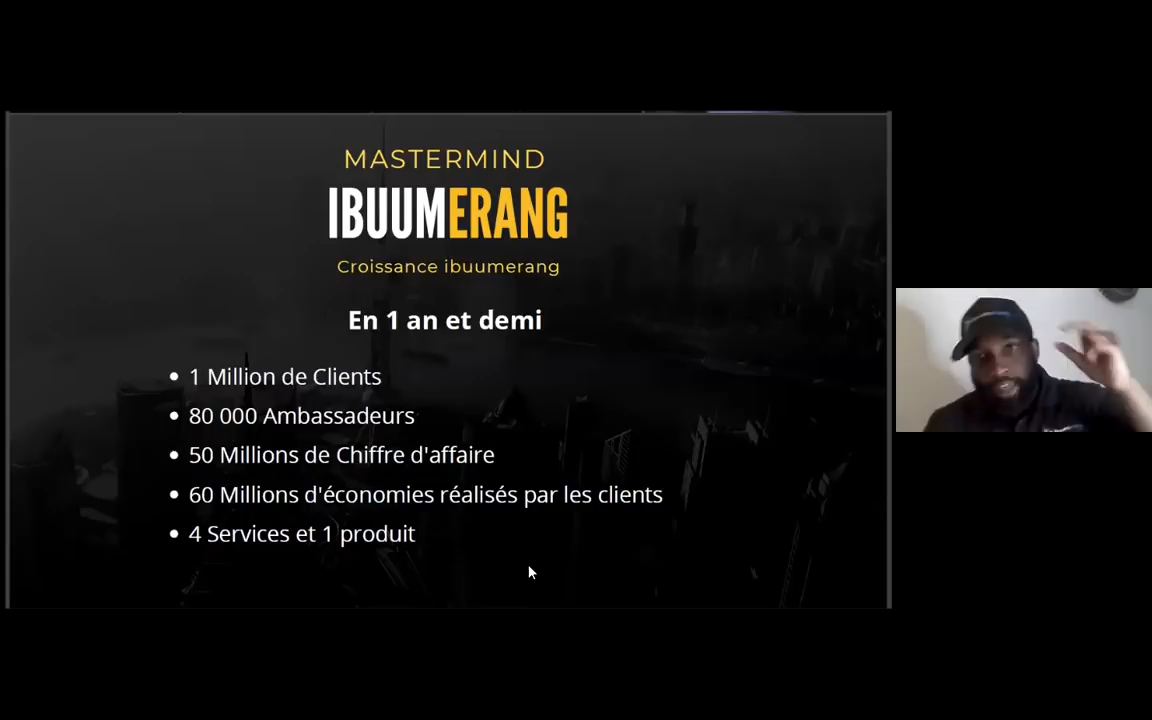 MASTERMIND
IBUUMERANG
Croissance ibuumerang
En 1 an et demi
1 Million de Clients
80 000 Ambassadeurs
50 Millions de Chiffre d'affaire
60 Millions d'économies réalisés par les clients
4 Services et 1 produit